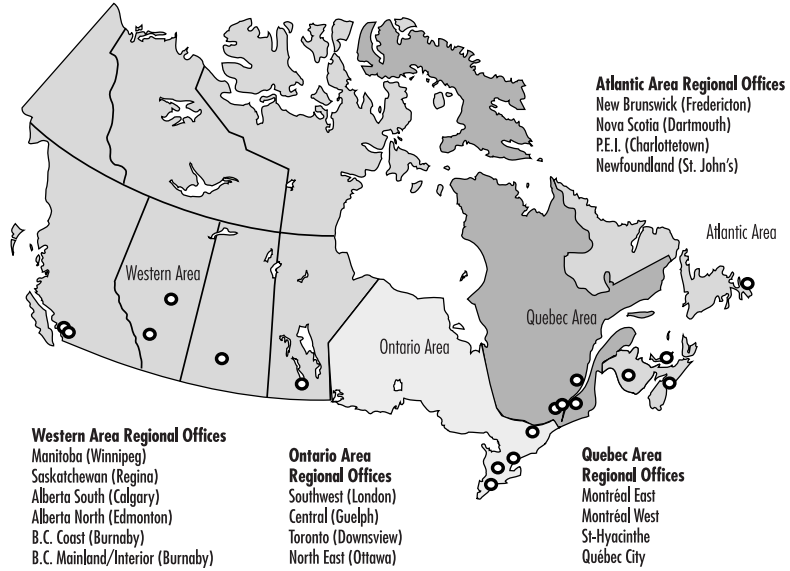 Atlantic Area Regional Offices
New Brunswick (Fredericton)
Nova Scotia (Dartmouth)
P.E.I. (Charlottetown)
Newfoundland (St. John's)
Atlantic Area
Western Area
Quebec Area
Ontario Area
Western Area Regional Offices
Manitoba (Winnipeg)
Saskatchewan (Regina)
Alberta South (Calgary)
Alberta North (Edmonton)
B.C. Coast (Burnaby)
B.C. Mainland/Interior (Burnaby)
Ontario Area
Regional Offices
Southwest (London)
Central (Guelph)
Toronto (Downsview)
North East (Ottawa)
Quebec Area
Regional Offices
Montréal East
Montréal West
St-Hyacinthe
Québec City